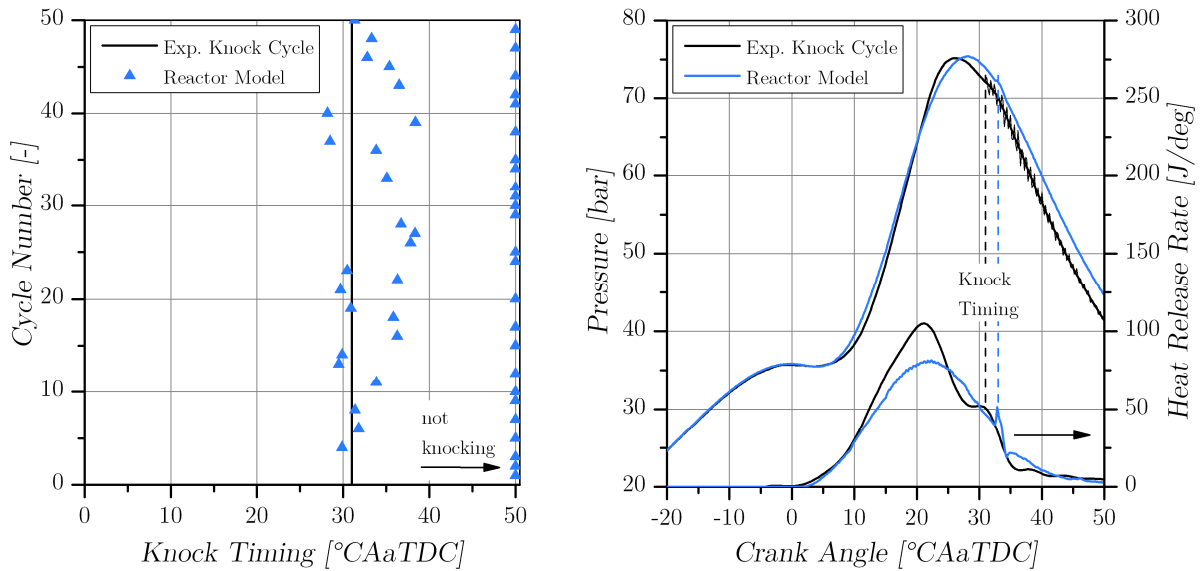 50
40
30
20
10
0
0
10
20
30
40
50
Cycle Number [-]
Knock Timing [°CAaTDC]
Exp. Knock Cycle
Reactor Model
not
knocking
80
70
60
50
40
30
20
-20
-10
0
10
20
30
40
50
Pressure [bar]
Crank Angle [°CAaTDC]
Exp. Knock Cycle
Reactor Model
Knock
Timing
300
250
200
150
100
50
0
Heat Release Rate [J/deg]